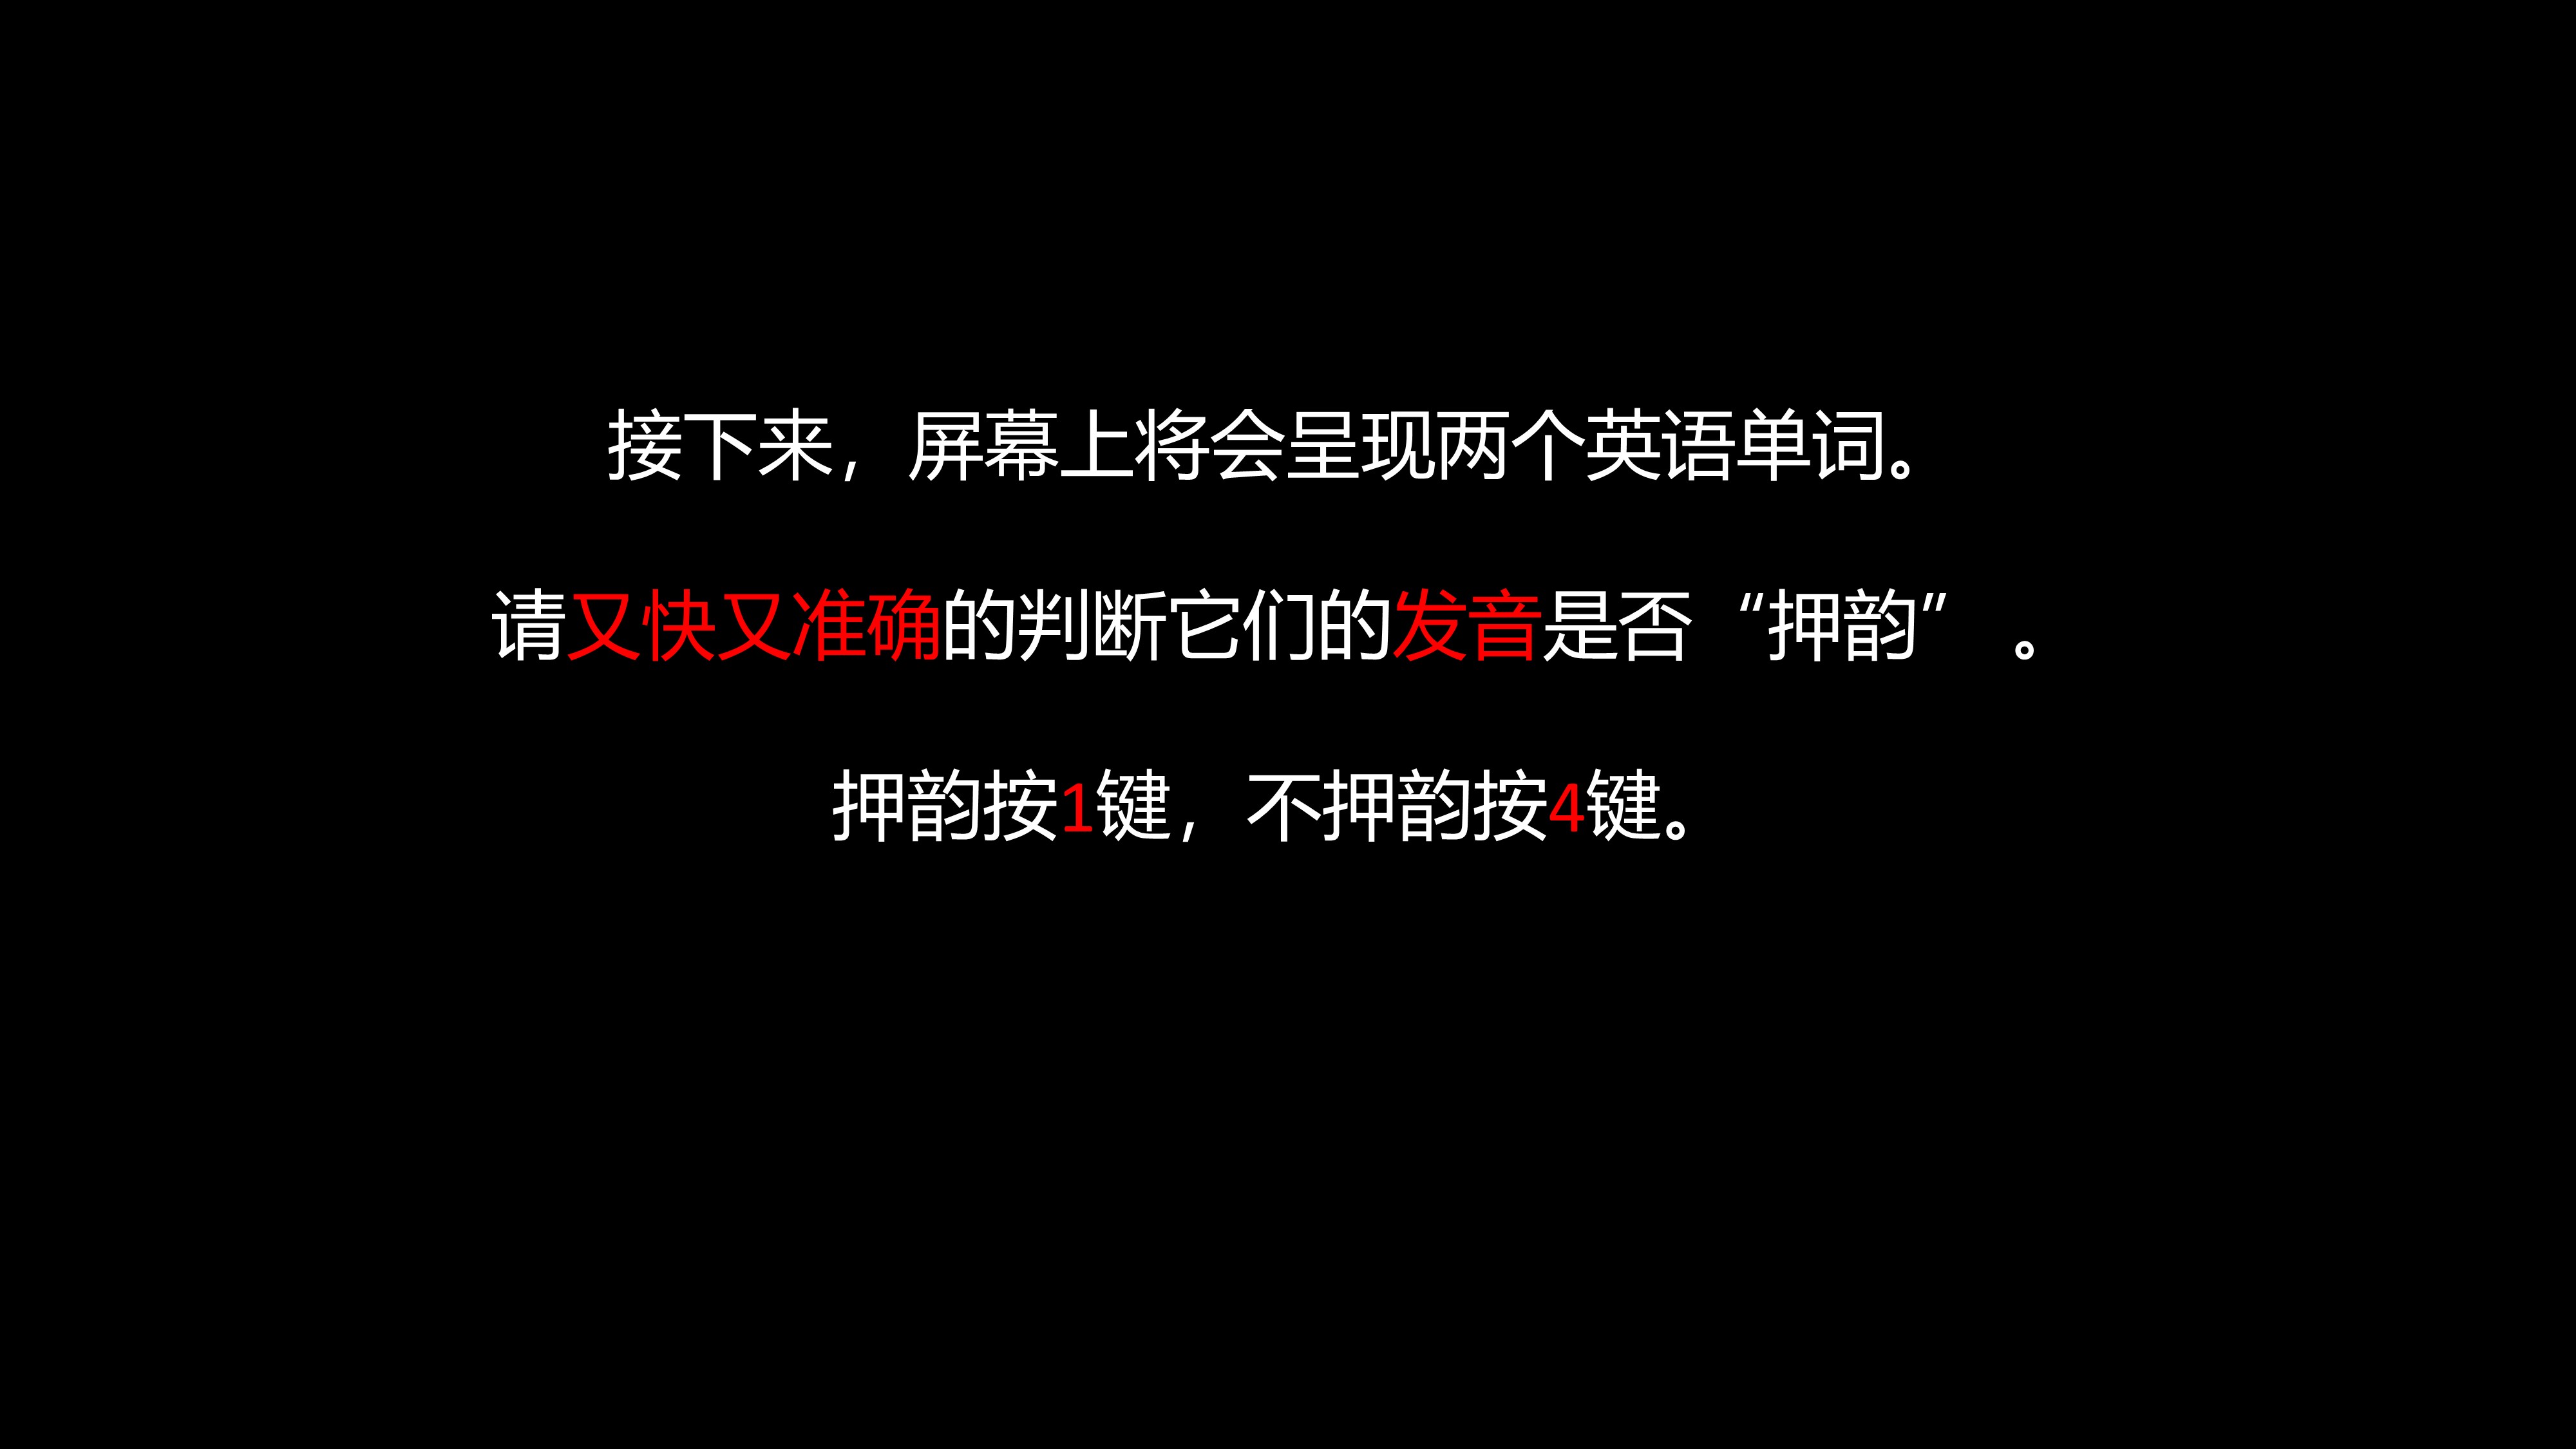 接下来，屏幕上将会呈现两个英语单词。
请又快又准确的判断它们的发音是否“押韵” 。
押韵按1键，不押韵按4键。